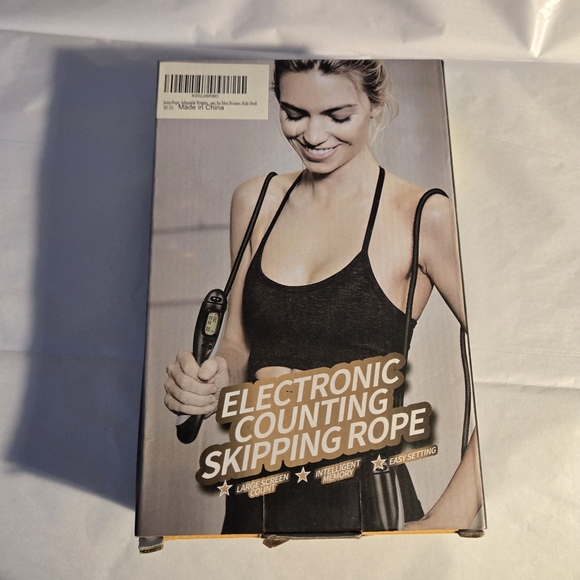 Made in China
ELECTRONIC
COUNTING
SKIPPING ROPE
LARGE SCREEN
COUNT
INTELLIGENT
MEMORY
EASY SETTING